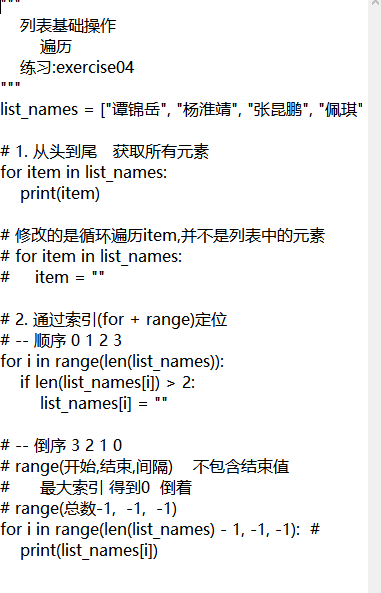 """
    列表基础操作
        遍历
    练习:exercise04
"""
list_names = ["谭锦岳", "杨淮靖", "张昆鹏", "佩琪"
# 1. 从头到尾    获取所有元素
for item in list_names:
    print(item)
# 修改的是循环遍历item,并不是列表中的元素
# for item in list_names:
#     item = ""
# 2. 通过索引(for + range)定位
# -- 顺序 0 1 2 3
for i in range(len(list_names)):
    if len(list_names[i]) > 2:
        list_names[i] = ""
# -- 倒序 3 2 1 0
# range(开始,结束,间隔)    不包含结束值
#      最大索引 得到0  倒着
# range(总数-1,  -1,  -1)
for i in range(len(list_names) - 1, -1, -1):  #
    print(list_names[i])